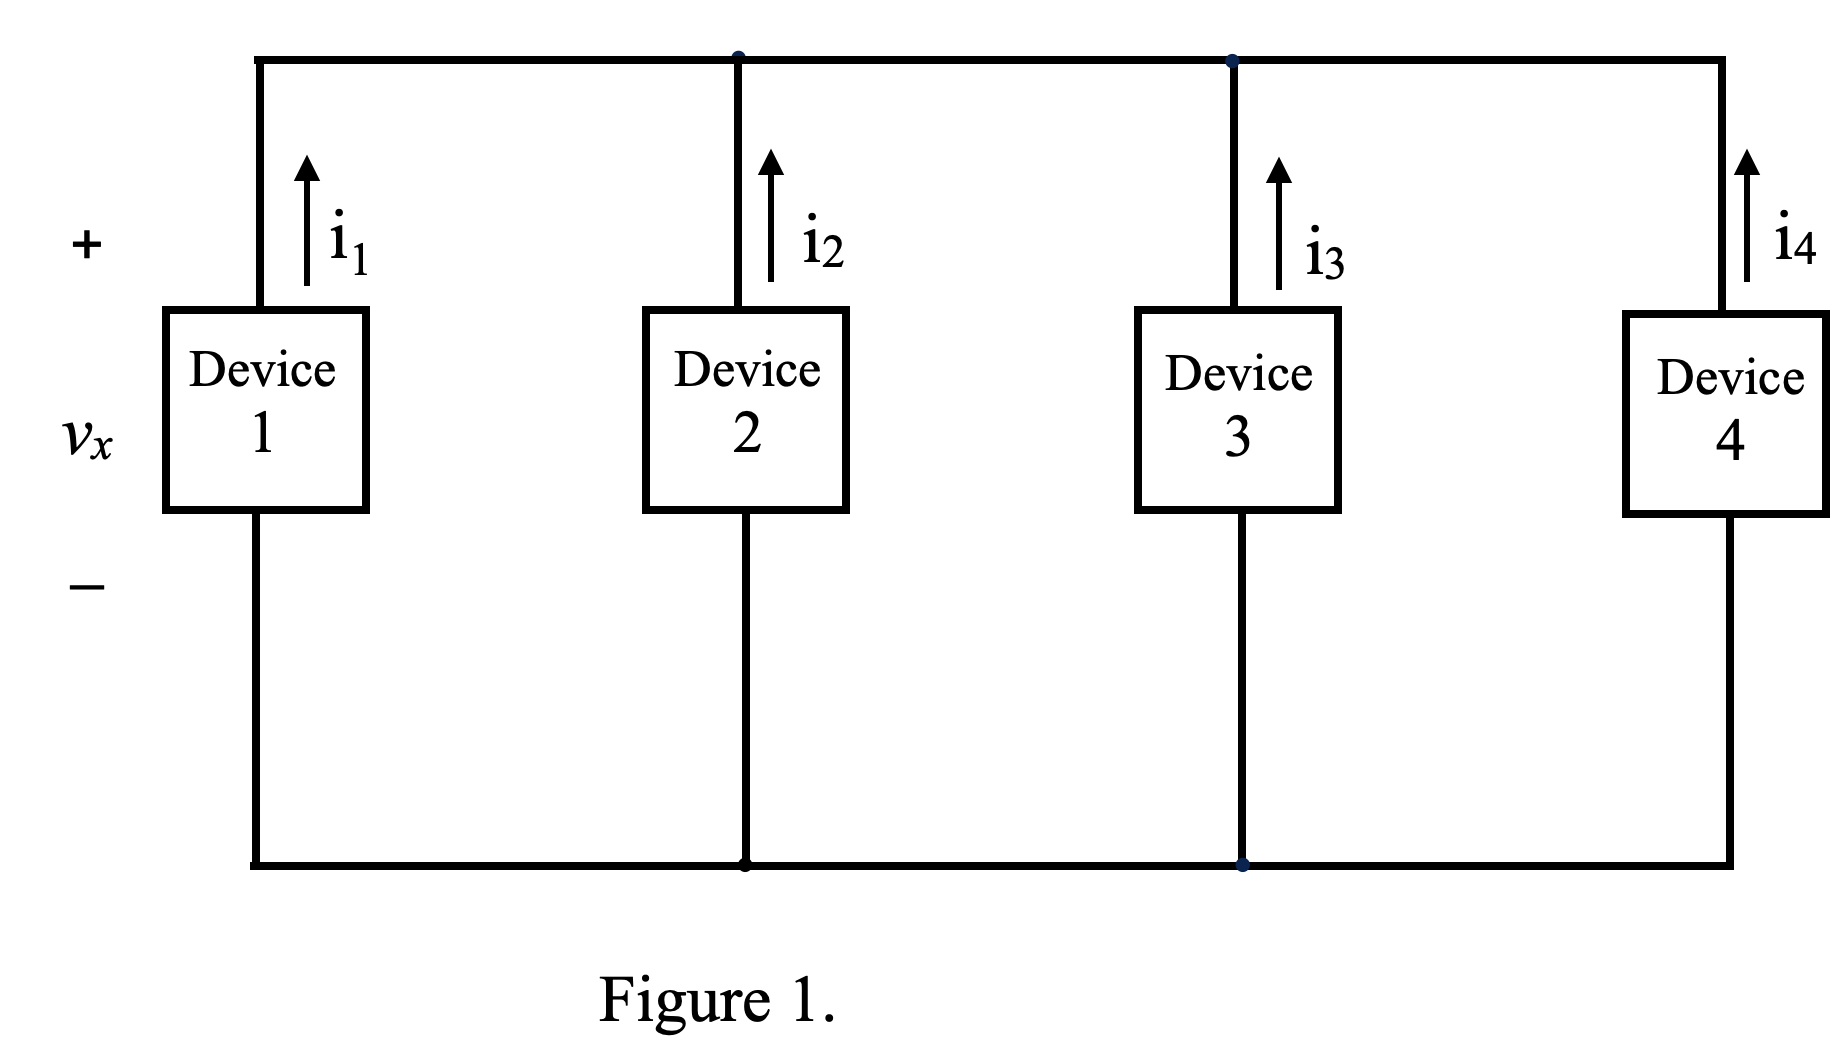 +
i₁
i₂
i₃
i₄
Device
1
Device
2
Device
3
Device
4
vₓ
–
Figure 1.